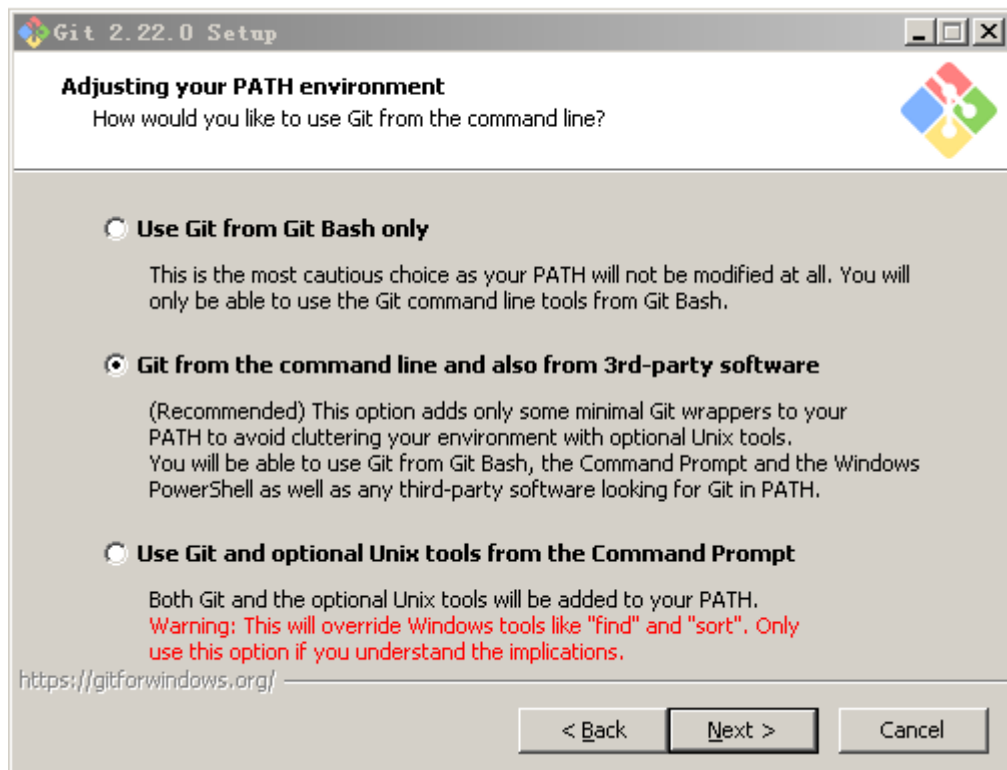 Git 2.22.0 Setup
Adjusting your PATH environment
How would you like to use Git from the command line?
Use Git from Git Bash only
This is the most cautious choice as your PATH will not be modified at all. You will
only be able to use the Git command line tools from Git Bash.
Git from the command line and also from 3rd-party software
(Recommended) This option adds only some minimal Git wrappers to your
PATH to avoid cluttering your environment with optional Unix tools.
You will be able to use Git from Git Bash, the Command Prompt and the Windows
PowerShell as well as any third-party software looking for Git in PATH.
Use Git and optional Unix tools from the Command Prompt
Both Git and the optional Unix tools will be added to your PATH.
Warning: This will override Windows tools like "find" and "sort". Only
use this option if you understand the implications.
https://gitforwindows.org/
< Back
Next >
Cancel